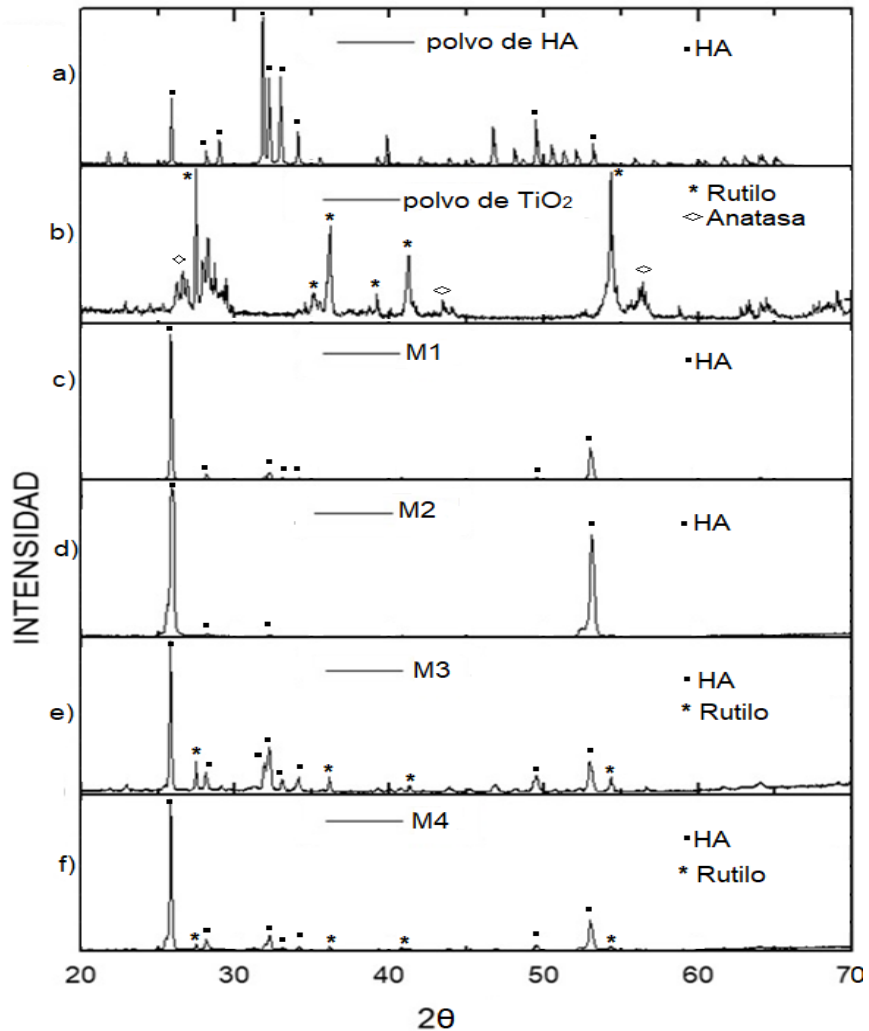 a)
polvo de HA
▪HA
b)
polvo de TiO₂
* Rutilo
◇Anatasa
c)
M1
▪HA
d)
M2
▪HA
e)
M3
▪HA
* Rutilo
f)
M4
▪HA
* Rutilo
INTENSIDAD
20 30 40 50 60 70
2θ